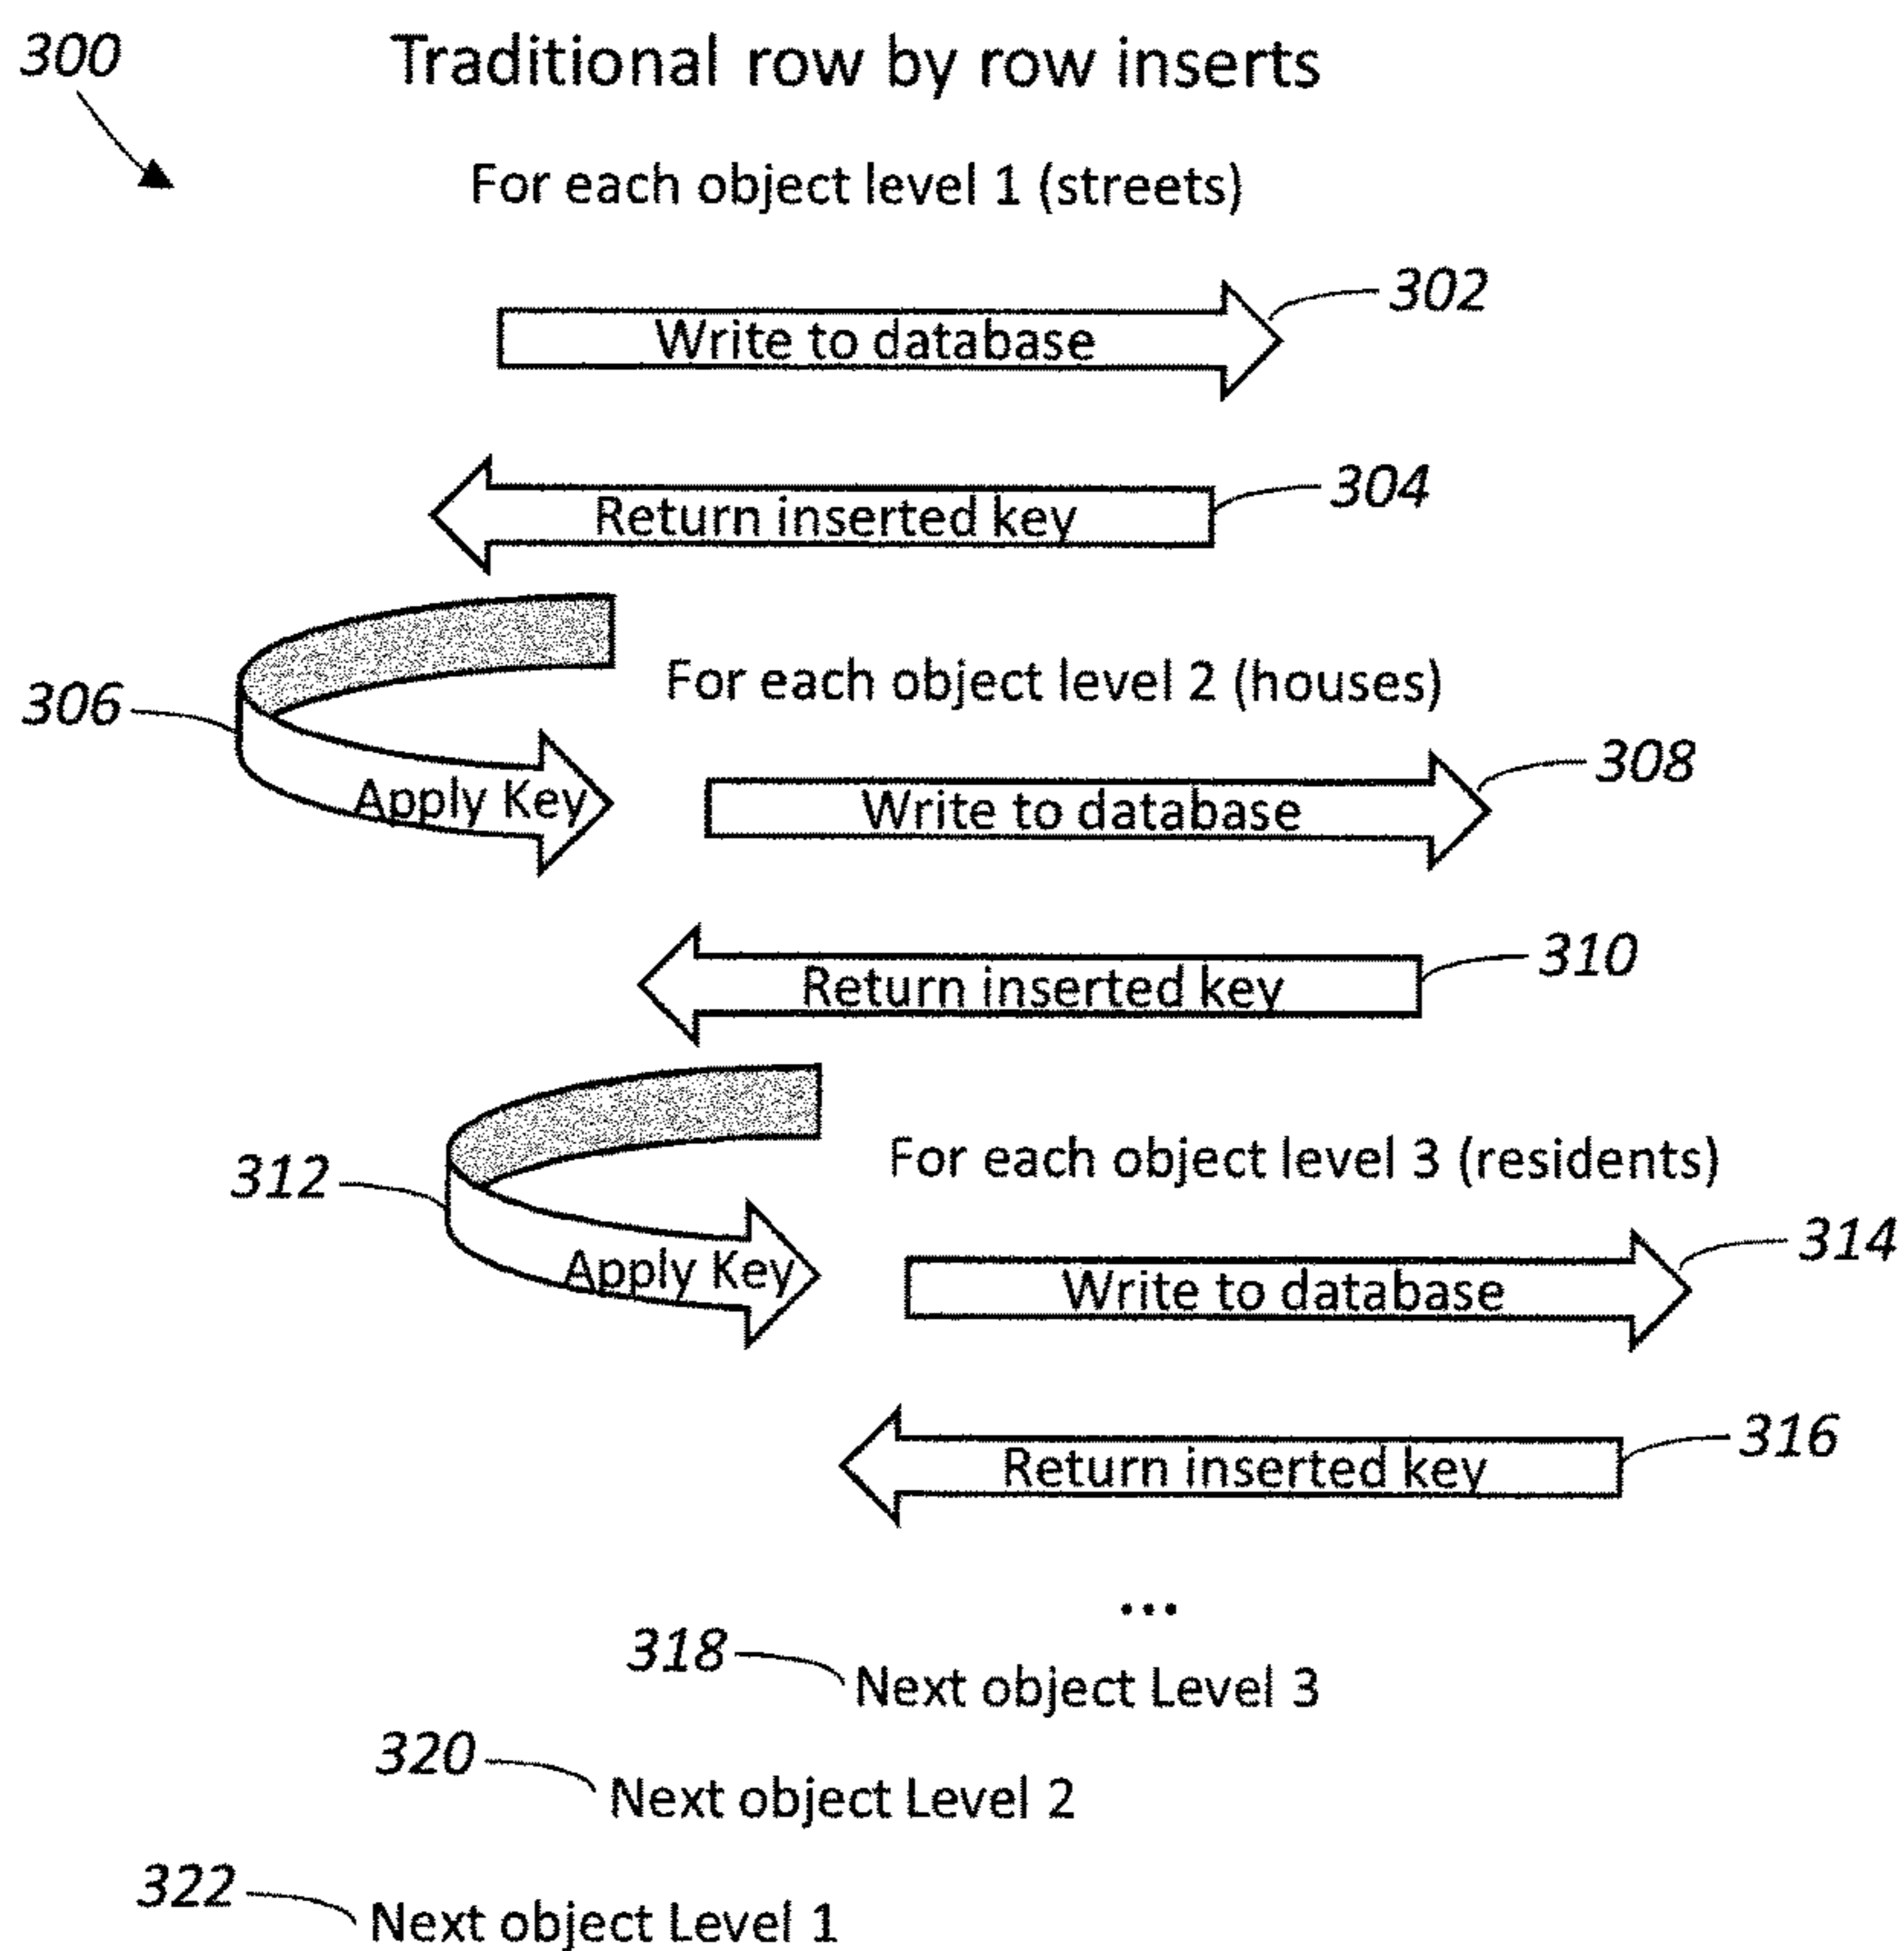 300
Traditional row by row inserts
For each object level 1 (streets)
302
Write to database
304
Return inserted key
306
For each object level 2 (houses)
308
Apply Key
Write to database
310
Return inserted key
312
For each object level 3 (residents)
314
Apply Key
Write to database
316
Return inserted key
...
318
Next object Level 3
320
Next object Level 2
322
Next object Level 1